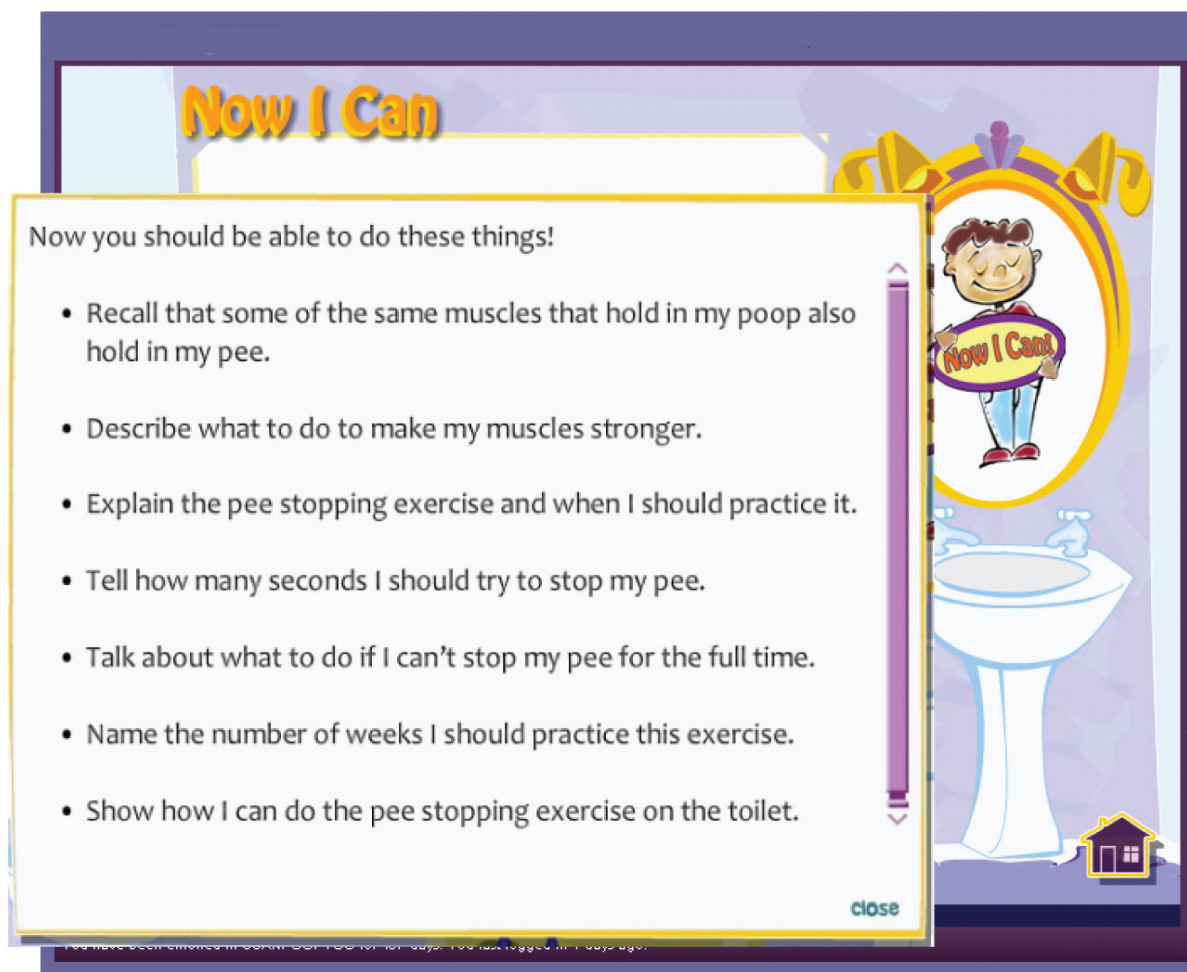 Now I Can
Now you should be able to do these things!
• Recall that some of the same muscles that hold in my poop also
hold in my pee.
• Describe what to do to make my muscles stronger.
• Explain the pee stopping exercise and when I should practice it.
• Tell how many seconds I should try to stop my pee.
• Talk about what to do if I can't stop my pee for the full time.
• Name the number of weeks I should practice this exercise.
• Show how I can do the pee stopping exercise on the toilet.
close
Now I Can!